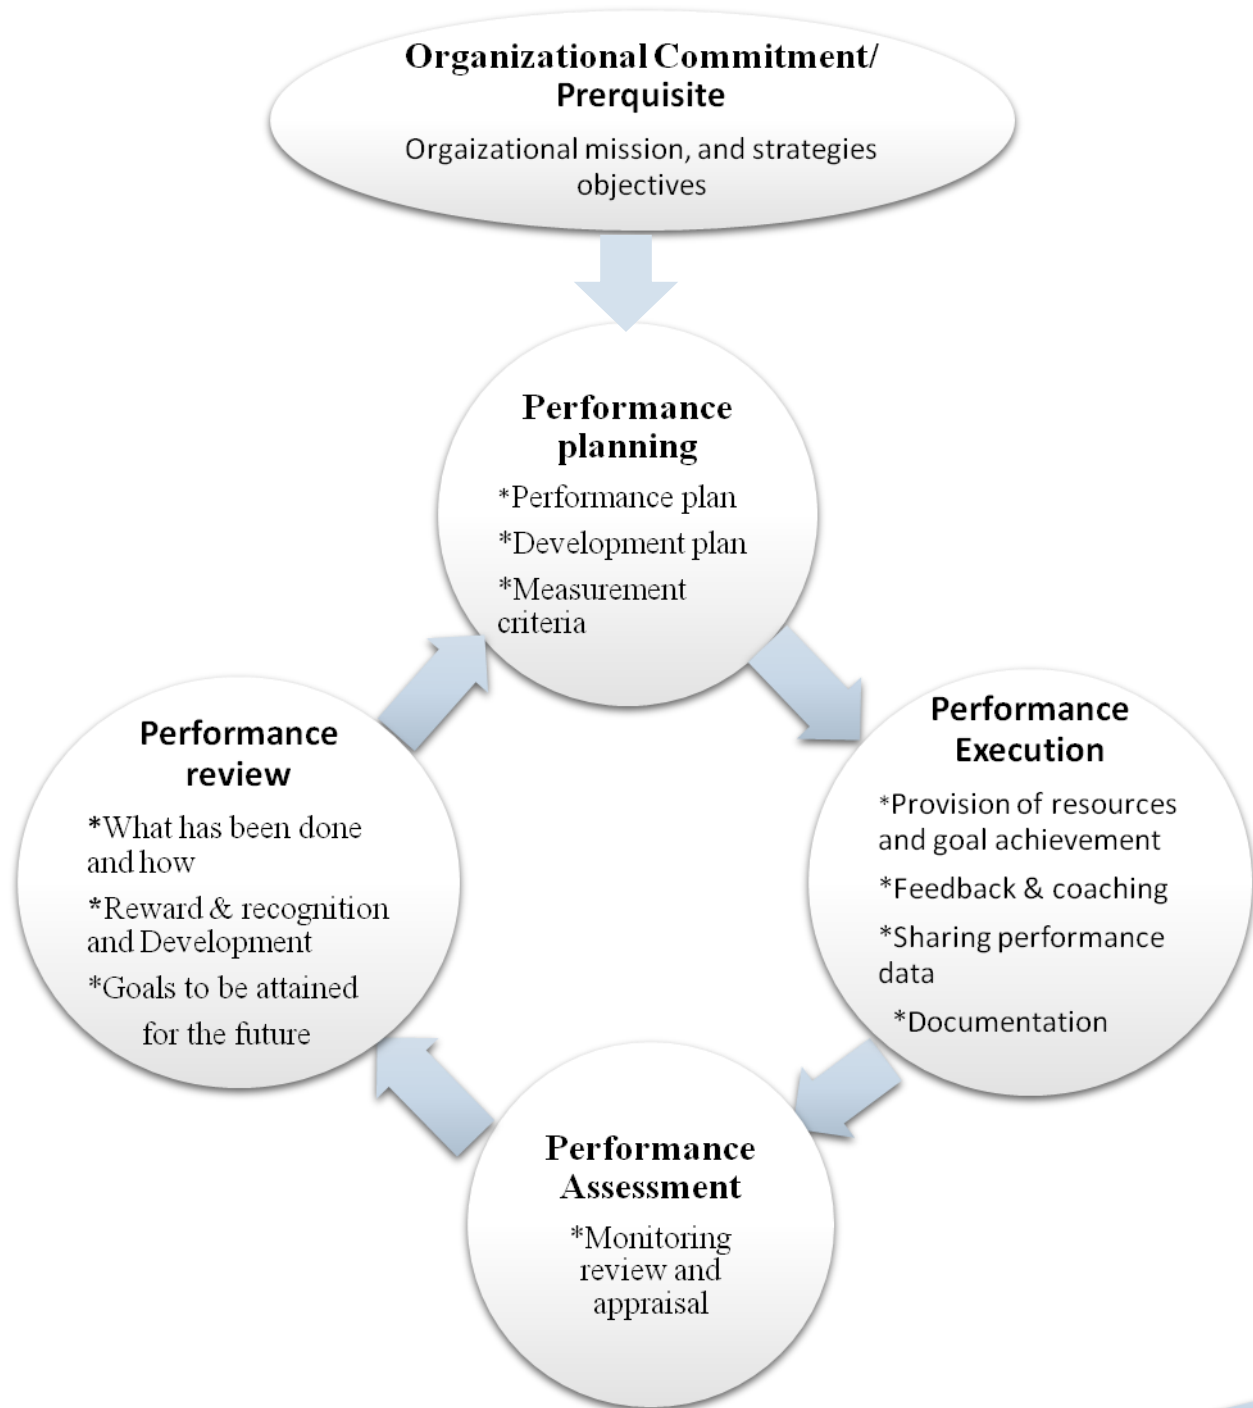 Organizational Commitment/
Prerquisite
Orgaizational mission, and strategies
objectives
Performance
planning
*Performance plan
*Development plan
*Measurement
criteria
Performance
Execution
*Provision of resources
and goal achievement
*Feedback & coaching
*Sharing performance
data
*Documentation
Performance
Assessment
*Monitoring
review and
appraisal
Performance
review
*What has been done
and how
*Reward & recognition
and Development
*Goals to be attained
for the future